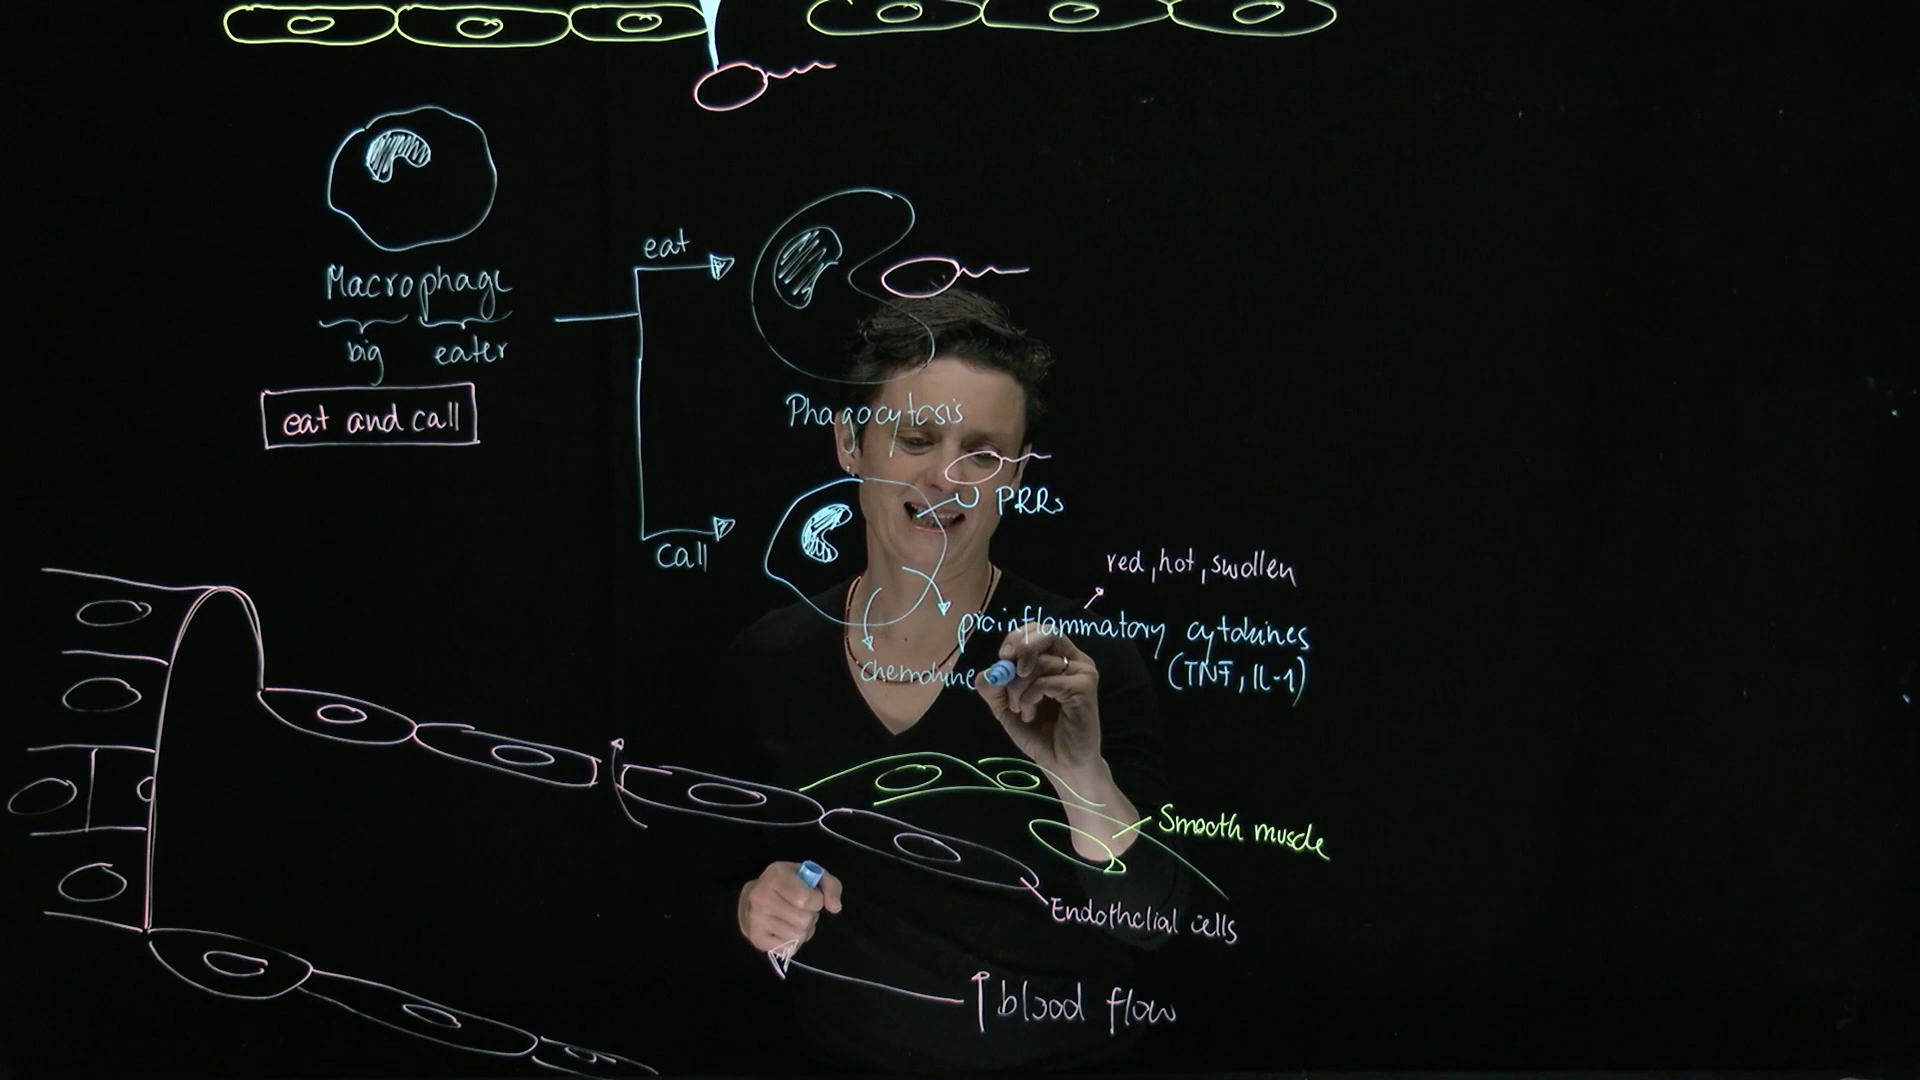 eat
Macrophage
big eater
eat and call
Phagocytosis
PRRs
call
red, hot, swollen
proinflammatory cytokines
(TNF, IL-1)
chemokine
Smooth muscle
Endothelial cells
↑ blood flow